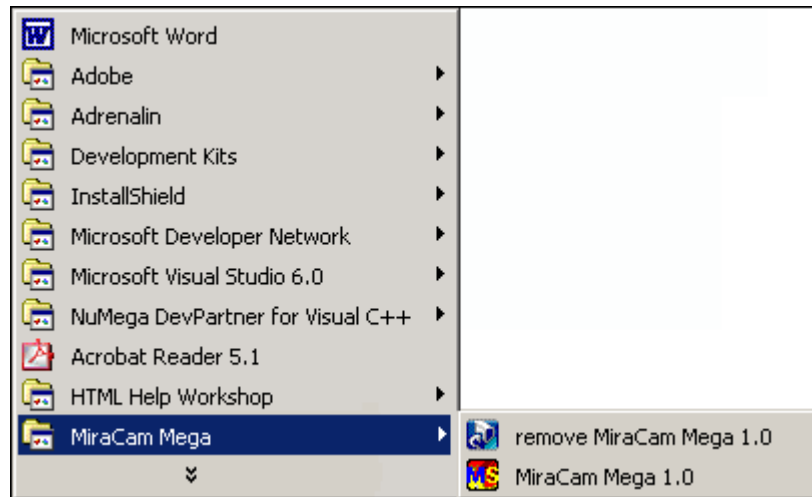 Microsoft Word
Adobe
Adrenalin
Development Kits
InstallShield
Microsoft Developer Network
Microsoft Visual Studio 6.0
NuMega DevPartner for Visual C++
Acrobat Reader 5.1
HTML Help Workshop
MiraCam Mega
remove MiraCam Mega 1.0
MiraCam Mega 1.0